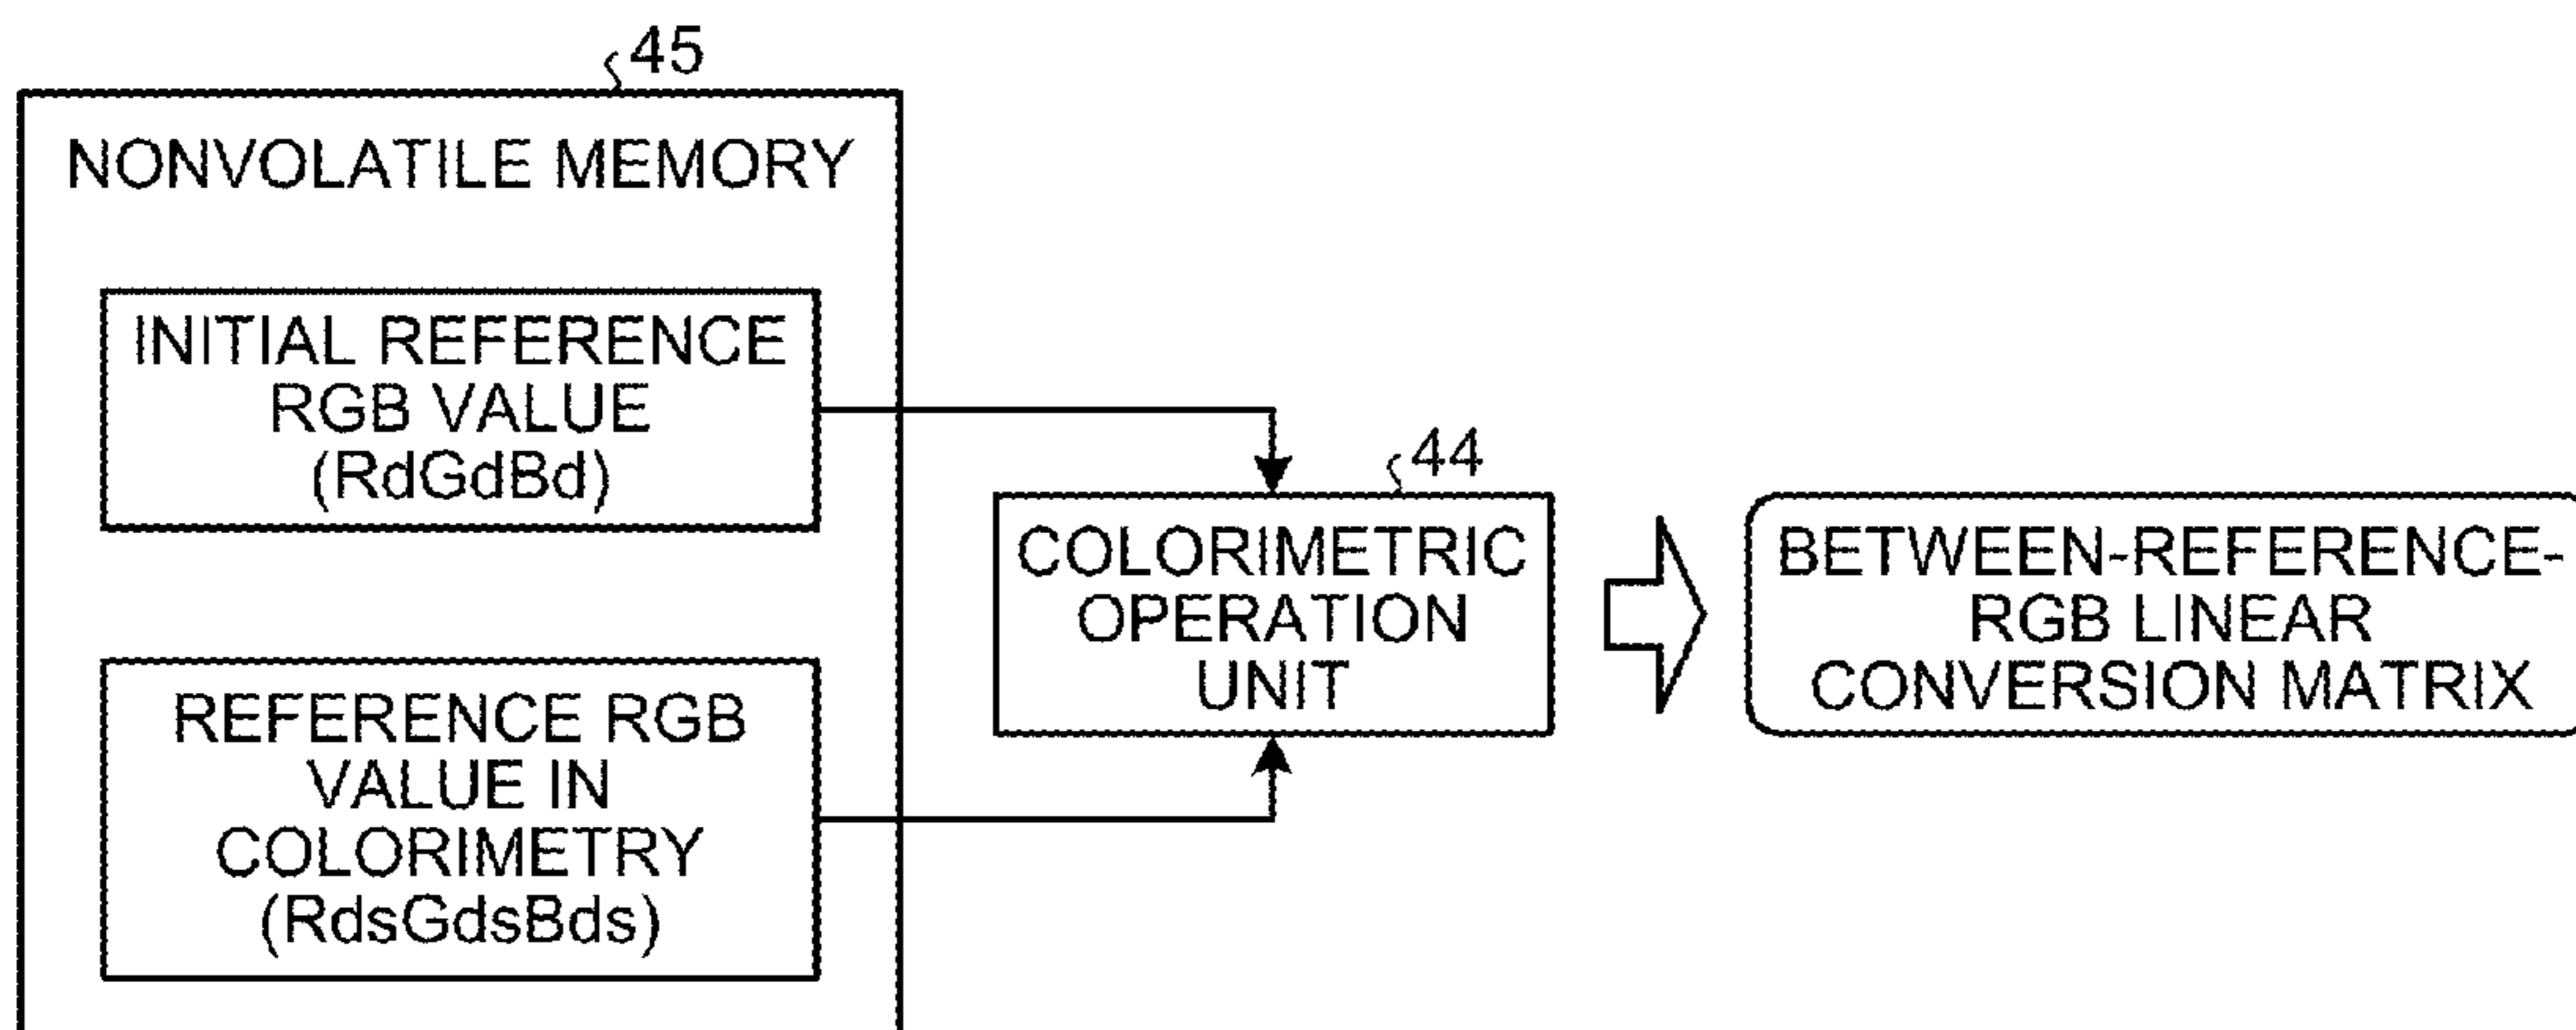 45
NONVOLATILE MEMORY
INITIAL REFERENCE
RGB VALUE
(RdGdBd)
REFERENCE RGB
VALUE IN
COLORIMETRY
(RdsGdsBds)
44
COLORIMETRIC
OPERATION
UNIT
BETWEEN-REFERENCE-
RGB LINEAR
CONVERSION MATRIX